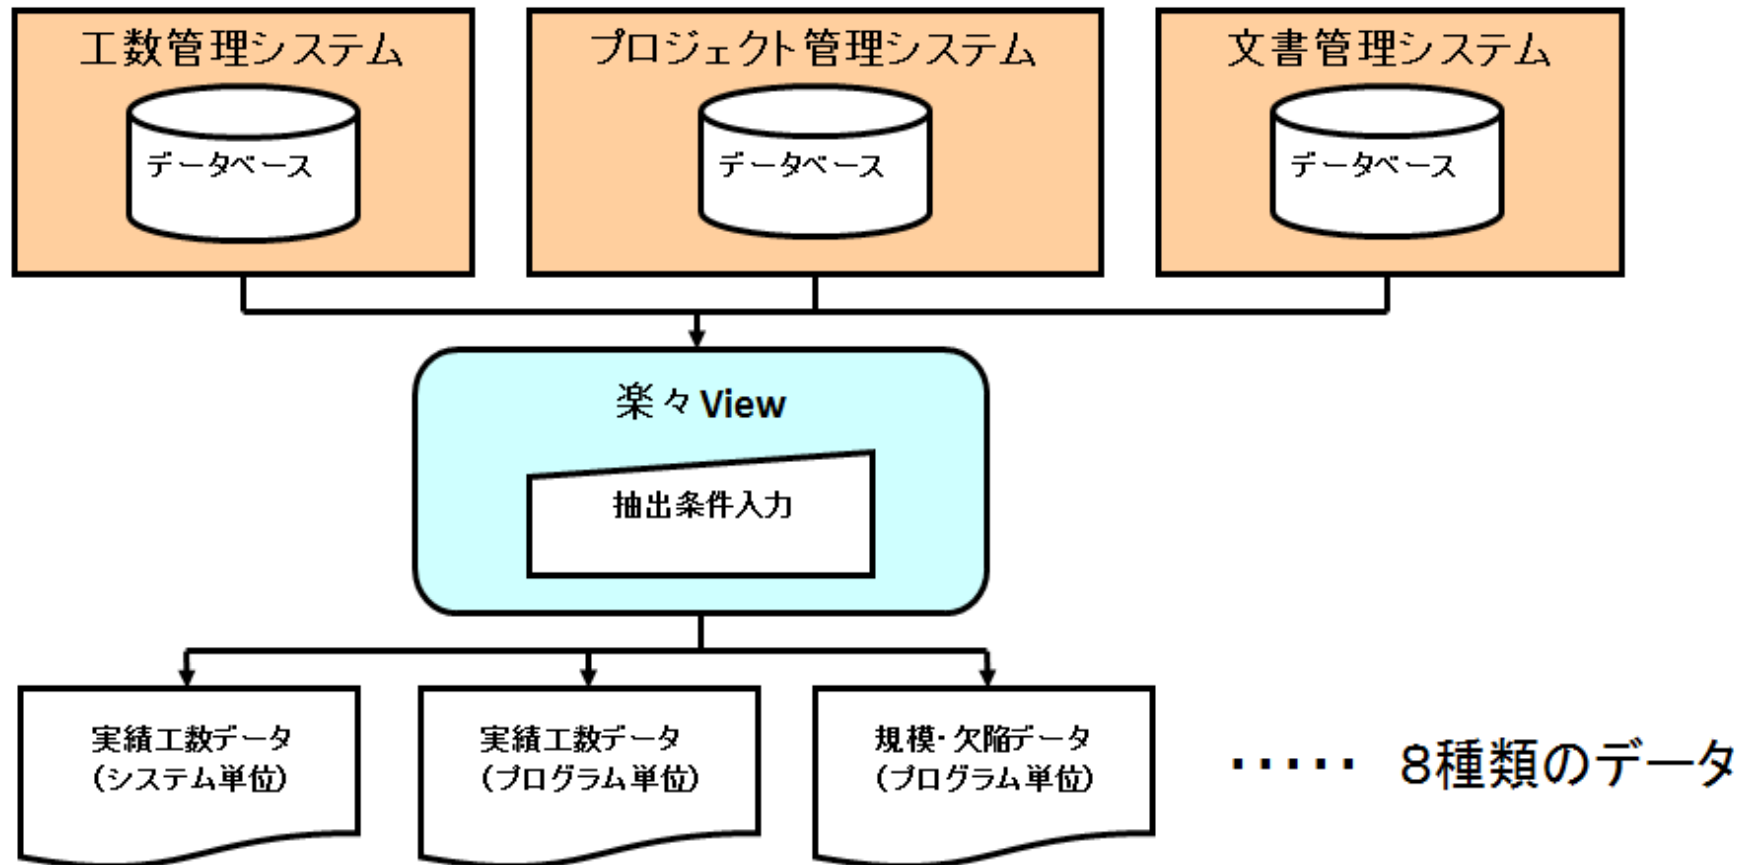 工数管理システム
プロジェクト管理システム
文書管理システム
データベース
データベース
データベース
楽々View
抽出条件入力
実績工数データ
(システム単位)
実績工数データ
(プログラム単位)
規模・欠陥データ
(プログラム単位)
・・・・・ 8種類のデータ